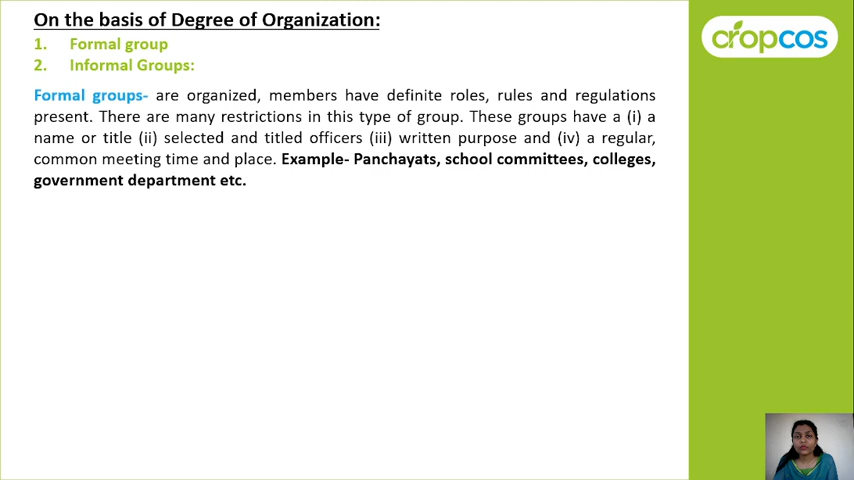 On the basis of Degree of Organization:
1. Formal group
2. Informal Groups:
Formal groups- are organized, members have definite roles, rules and regulations
present. There are many restrictions in this type of group. These groups have a (i) a
name or title (ii) selected and titled officers (iii) written purpose and (iv) a regular,
common meeting time and place. Example- Panchayats, school committees, colleges,
government department etc.
cropcos